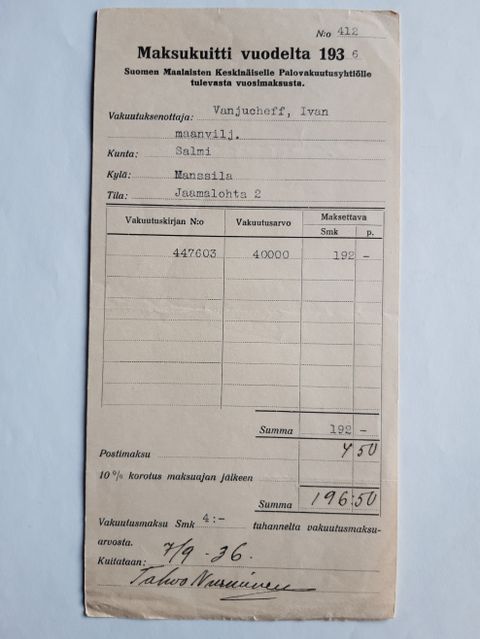 N:o 412
Maksukuitti vuodelta 1936
Suomen Maalaisten Keskinäiselle Palovakuutusyhtiölle
tulevasta vuosimaksusta.
Vakuutuksenottaja: Vanjucheff, Ivan
maanvilj.
Kunta: Salmi
Kylä: Manssila
Tila: Jaamalohta 2
Vakuutuskirjan N:o Vakuutusarvo Maksettava
Smk p.
447603 40000 192 -
Summa 192 -
Postimaksu 4 50
10 % korotus maksuajan jälkeen
Summa 196:50
Vakuutusmaksu Smk 4:- tuhannelta vakuutusmaksu-
arvosta.
Kuitataan: 7/9 -36.
Tahvo Nurminen